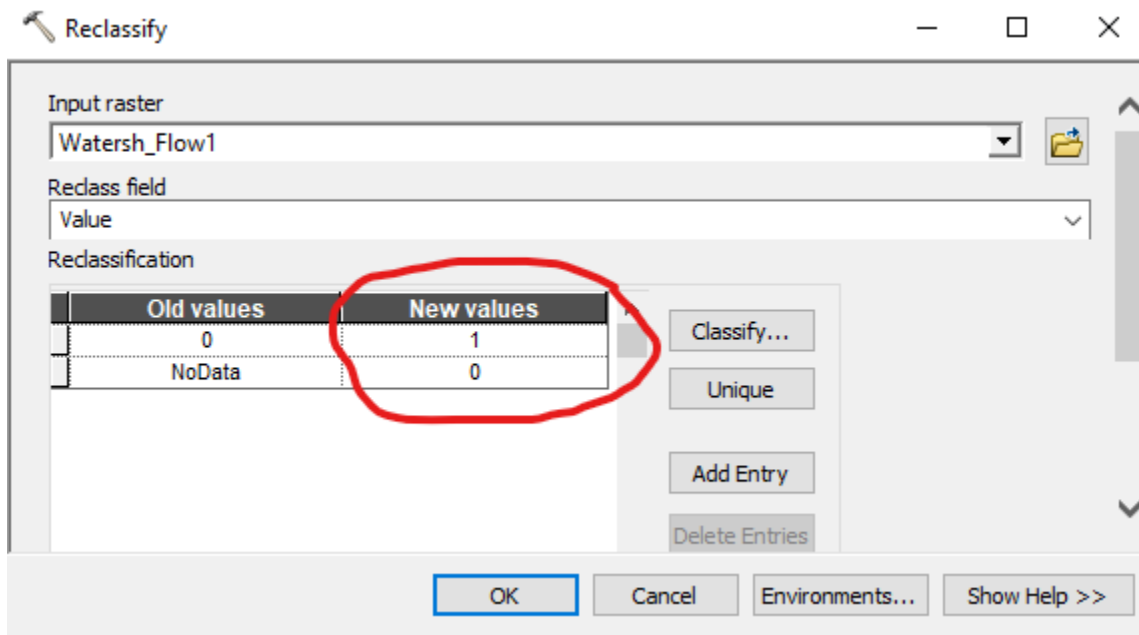 Reclassify
Input raster
Watersh_Flow1
Reclass field
Value
Reclassification
Old values New values
0 1
NoData 0
Classify...
Unique
Add Entry
Delete Entries
OK Cancel Environments... Show Help >>